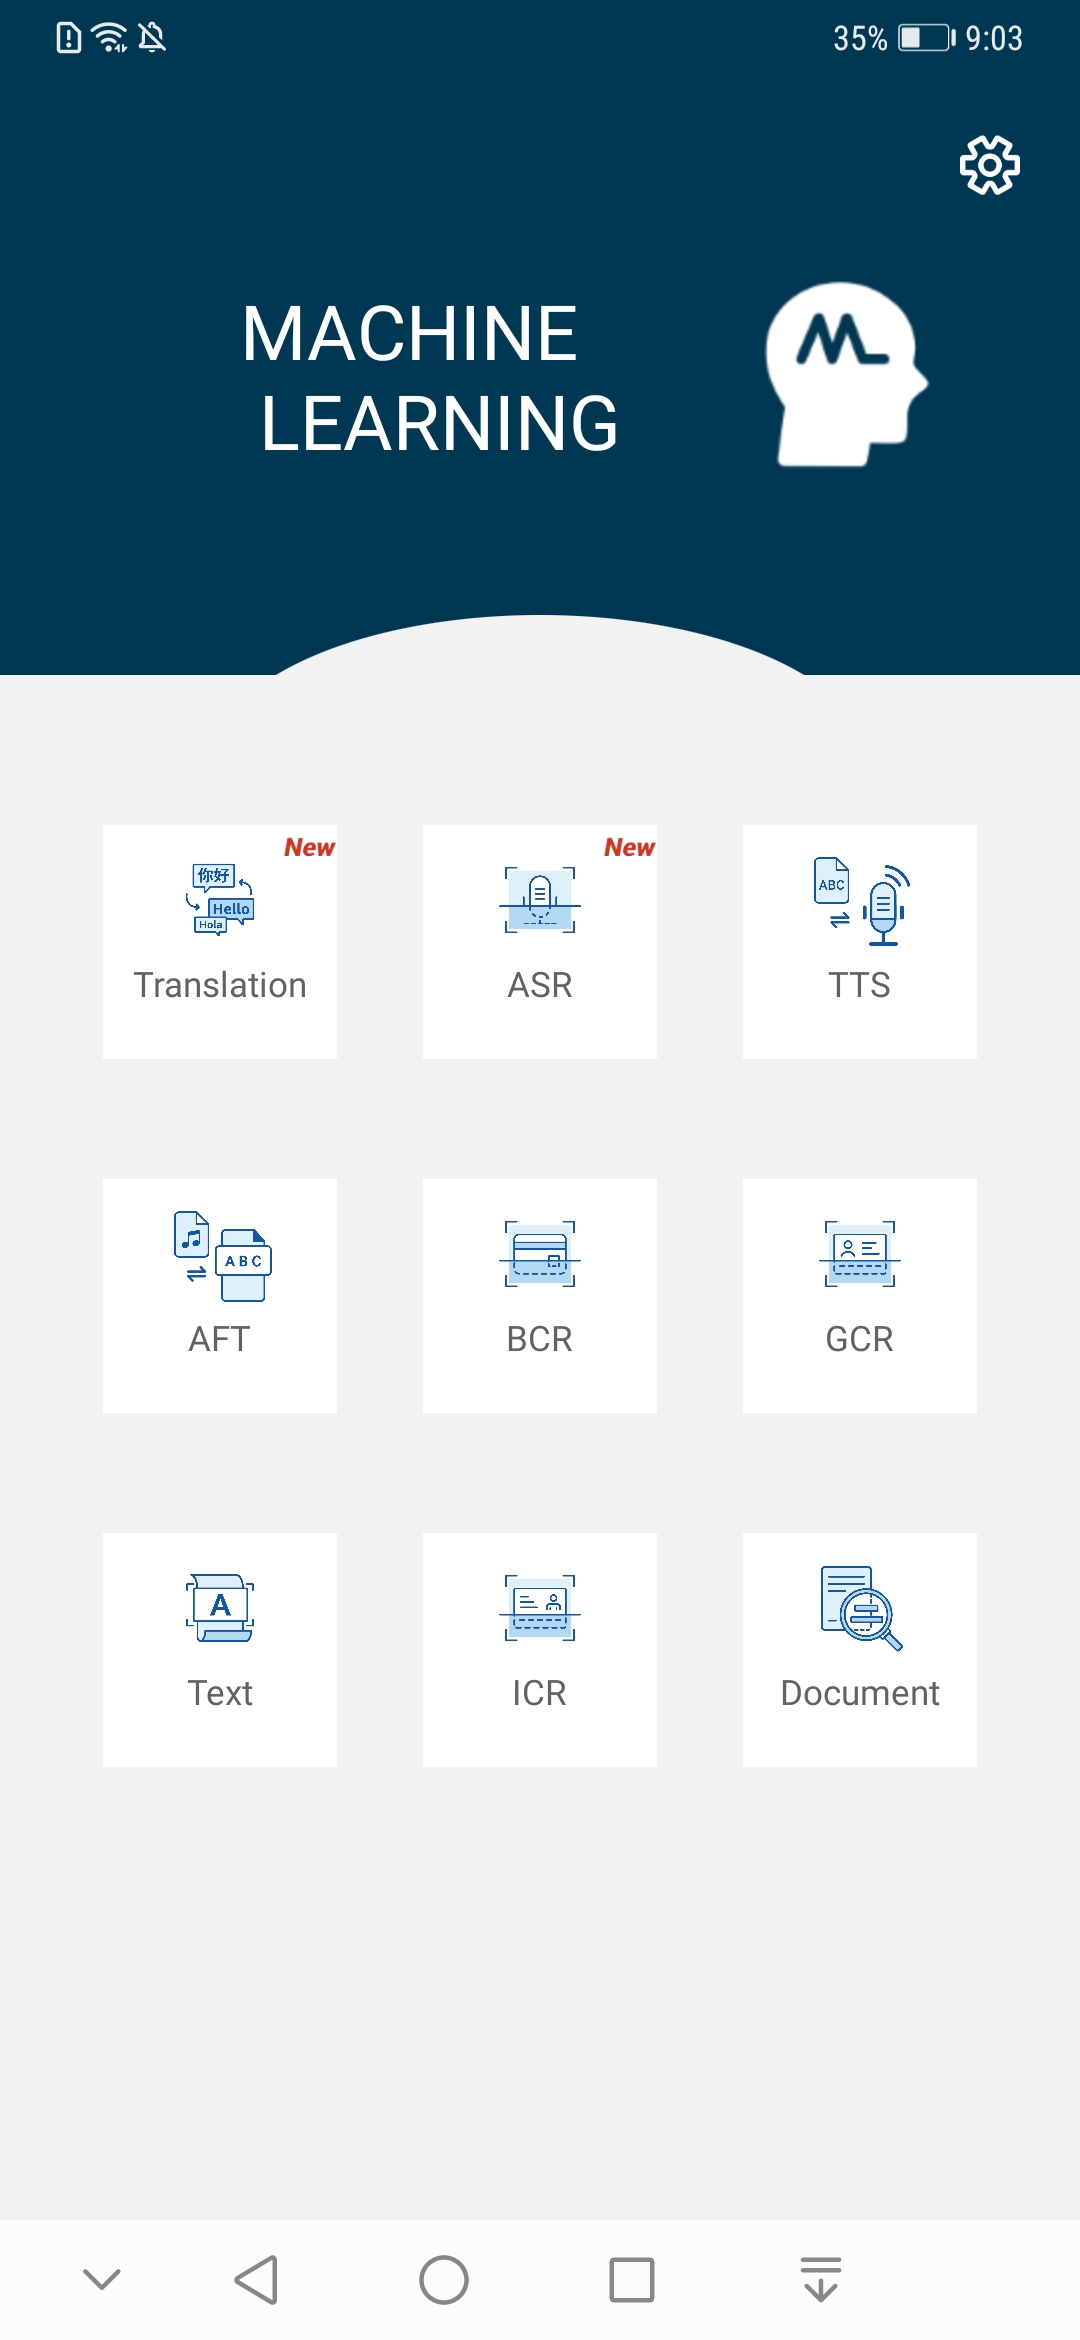 35% 9:03
MACHINE
LEARNING
ML
New
New
你好
Hello
Hola
ABC
Translation
ASR
TTS
ABC
AFT
BCR
GCR
A
Text
ICR
Document